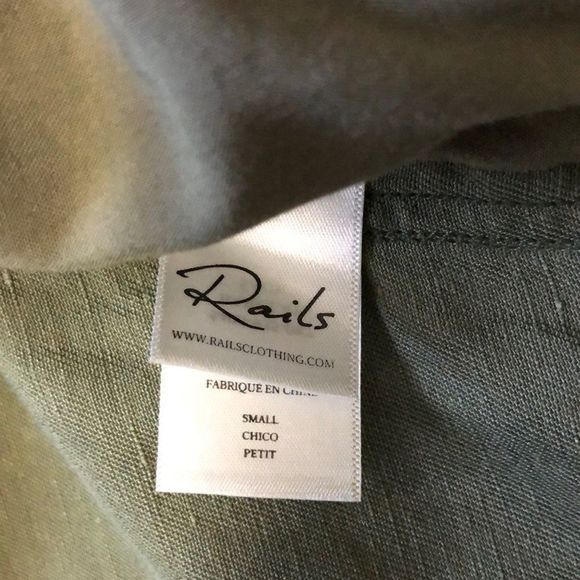 Rails
WWW.RAILSCLOTHING.COM
FABRIQUE EN
SMALL
CHICO
PETIT